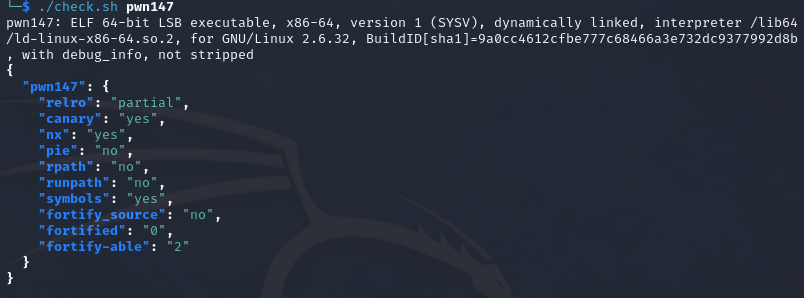 └─$ ./check.sh pwn147
pwn147: ELF 64-bit LSB executable, x86-64, version 1 (SYSV), dynamically linked, interpreter /lib64
/ld-linux-x86-64.so.2, for GNU/Linux 2.6.32, BuildID[sha1]=9a0cc4612cfbe777c68466a3e732dc9377992d8b
, with debug_info, not stripped
{
  "pwn147": {
    "relro": "partial",
    "canary": "yes",
    "nx": "yes",
    "pie": "no",
    "rpath": "no",
    "runpath": "no",
    "symbols": "yes",
    "fortify_source": "no",
    "fortified": "0",
    "fortify-able": "2"
  }
}